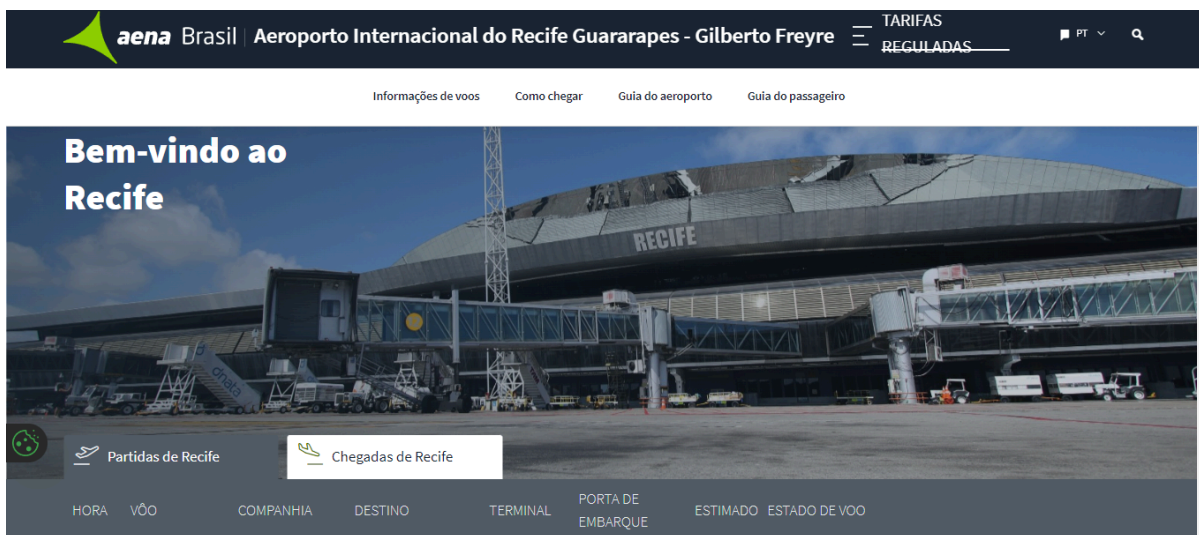 aena Brasil | Aeroporto Internacional do Recife Guararapes - Gilberto Freyre
TARIFAS
REGULADAS
PT
Informações de voos Como chegar Guia do aeroporto Guia do passageiro
Bem-vindo ao
Recife
RECIFE
dnata
dnata
Partidas de Recife Chegadas de Recife
HORA VÔO COMPANHIA DESTINO TERMINAL PORTA DE EMBARQUE ESTIMADO ESTADO DE VOO